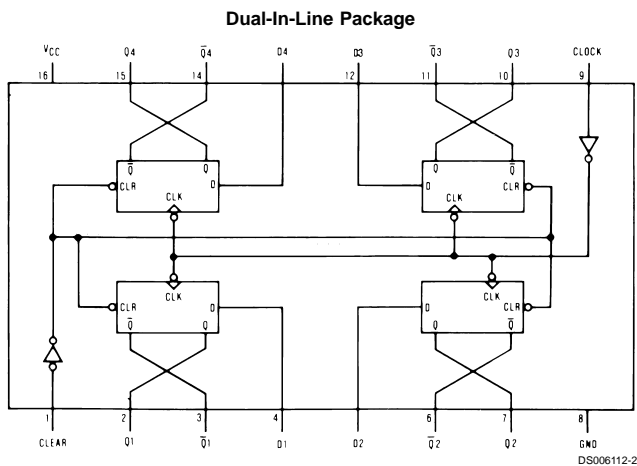 Dual-In-Line Package
VCC Q4 Q̅4 D4 D3 Q̅3 Q3 CLOCK
16 15 14 13 12 11 10 9
Q̅ Q Q Q̅
CLR D D CLR
CLK CLK
CLK CLK
CLR D D CLR
Q̅ Q Q Q̅
1 2 3 4 5 6 7 8
CLEAR Q1 Q̅1 D1 D2 Q̅2 Q2 GND
DS006112-2